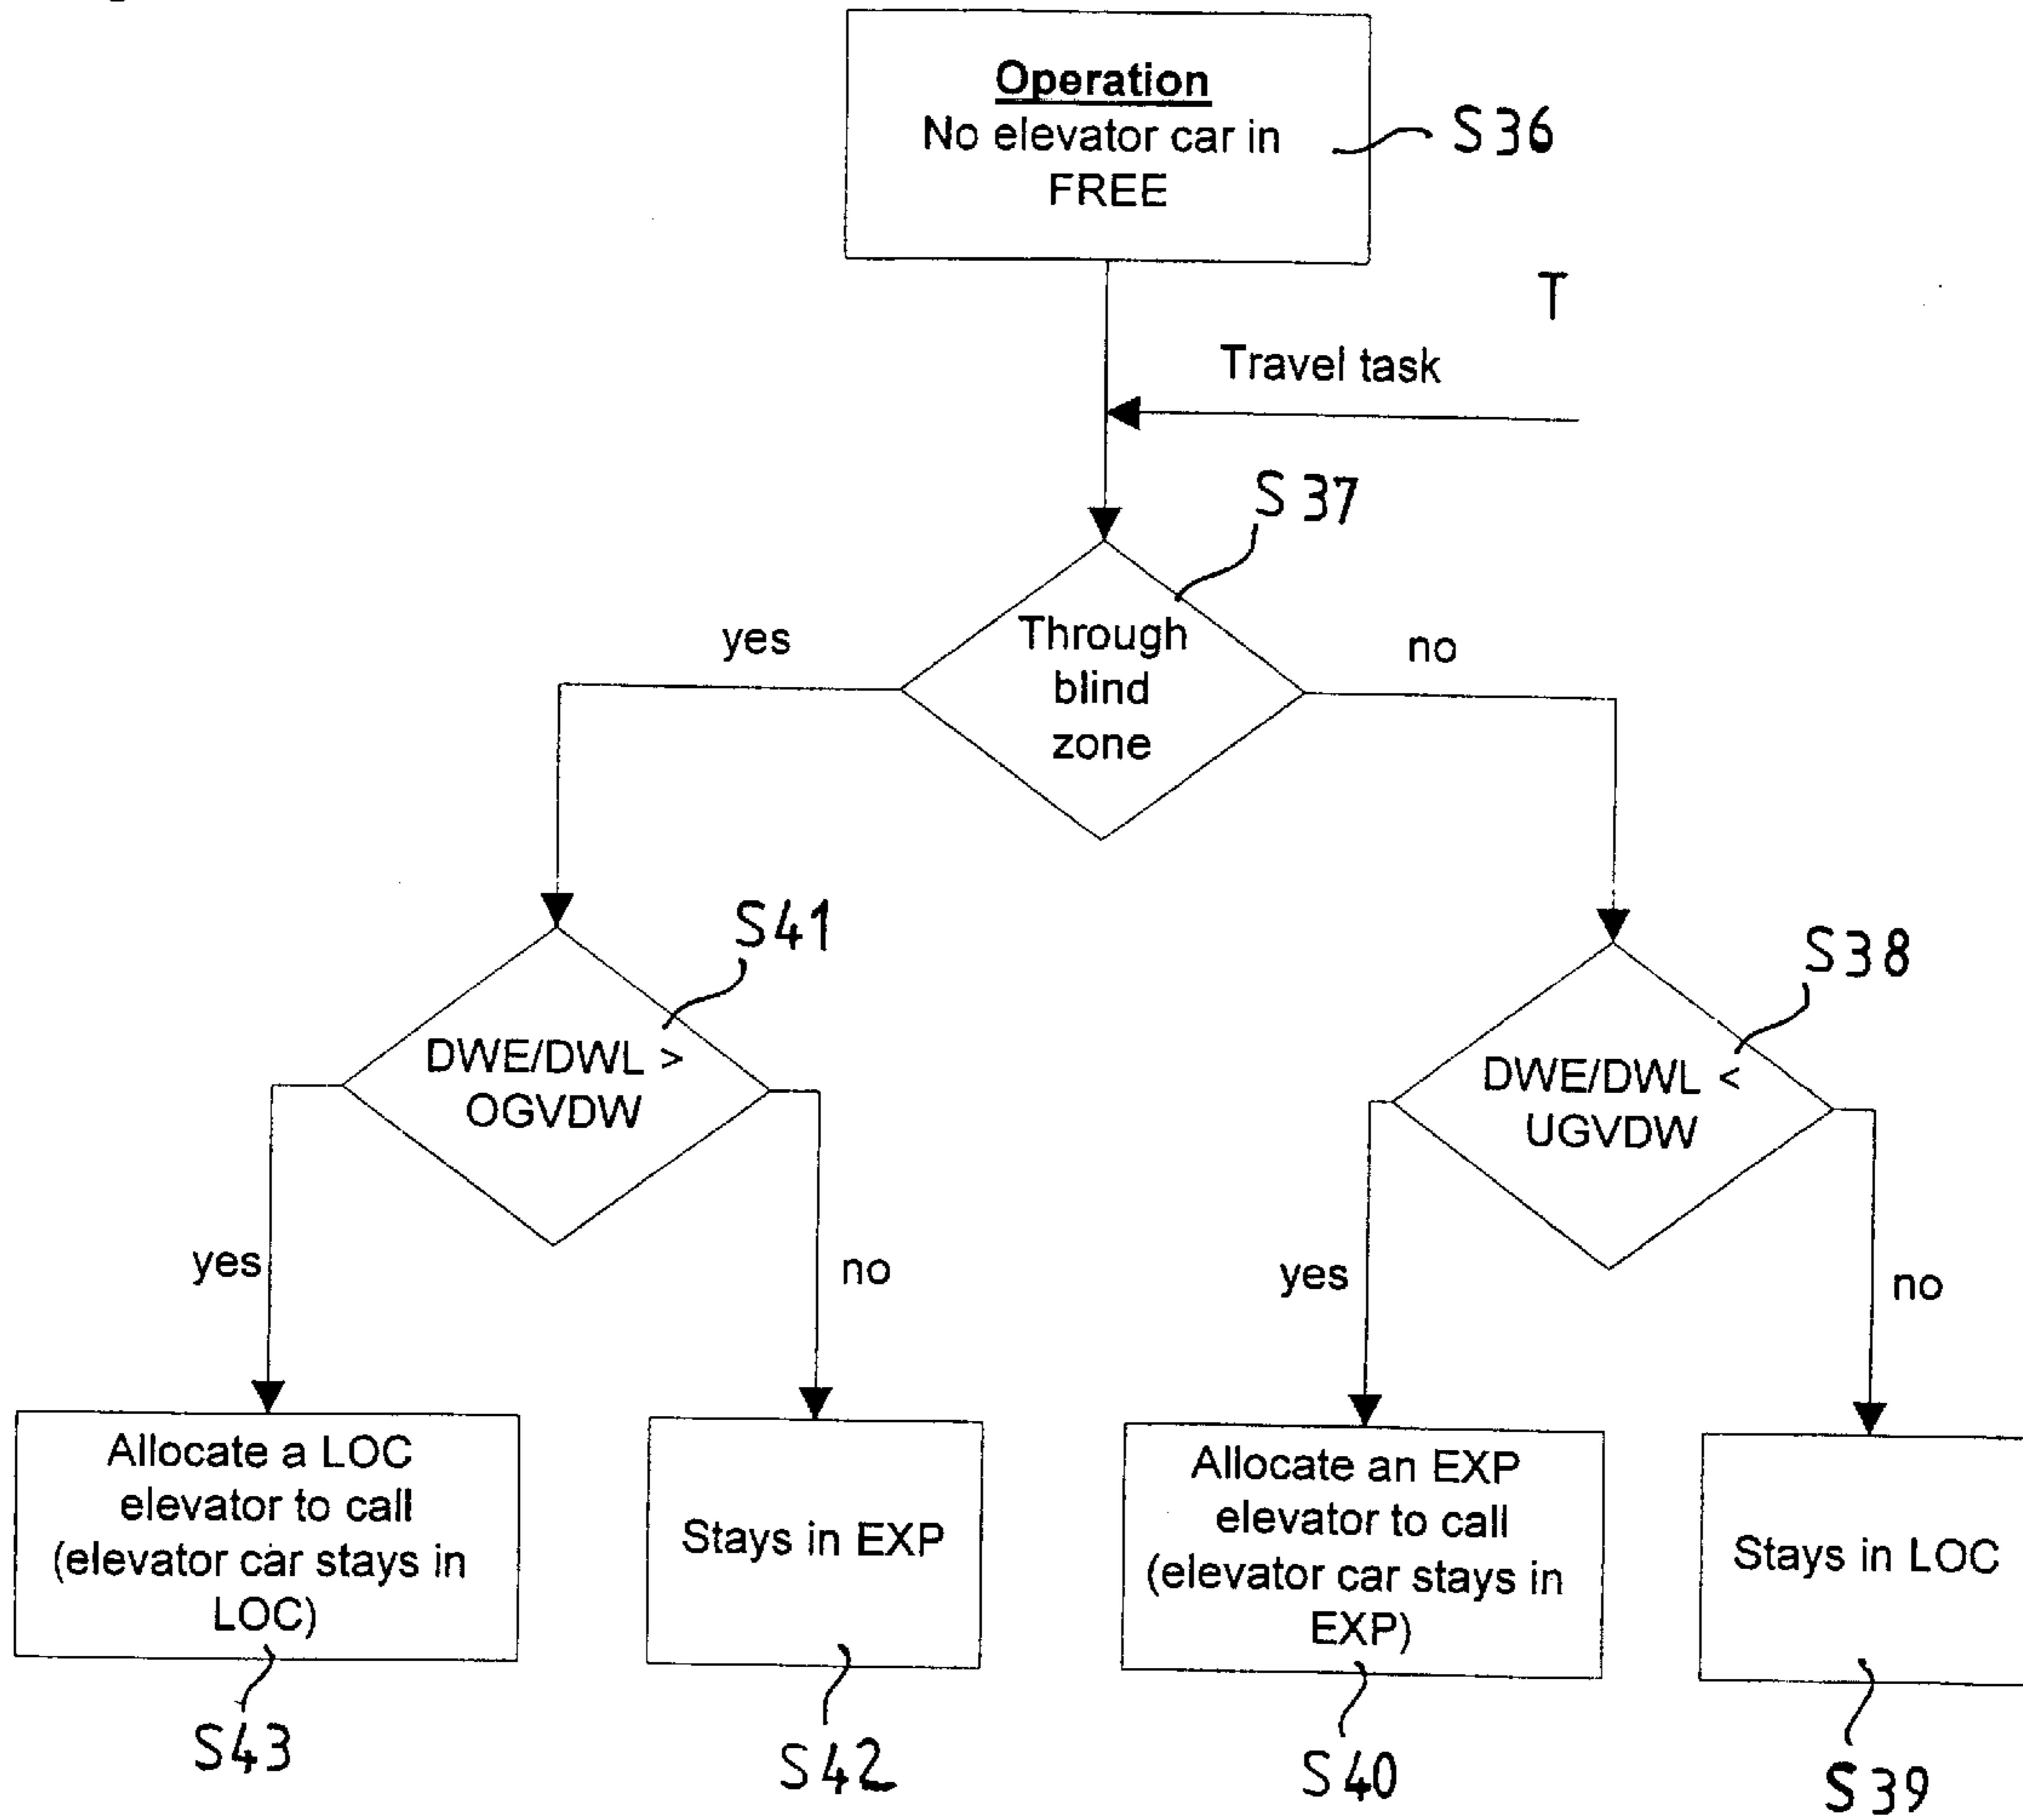 Operation
No elevator car in
FREE
S36
T
Travel task
S37
Through
blind
zone
yes
no
S41
DWE/DWL >
OGVDW
S38
DWE/DWL <
UGVDW
yes
no
yes
no
Allocate a LOC
elevator to call
(elevator car stays in
LOC)
Stays in EXP
Allocate an EXP
elevator to call
(elevator car stays in
EXP)
Stays in LOC
S43
S42
S40
S39